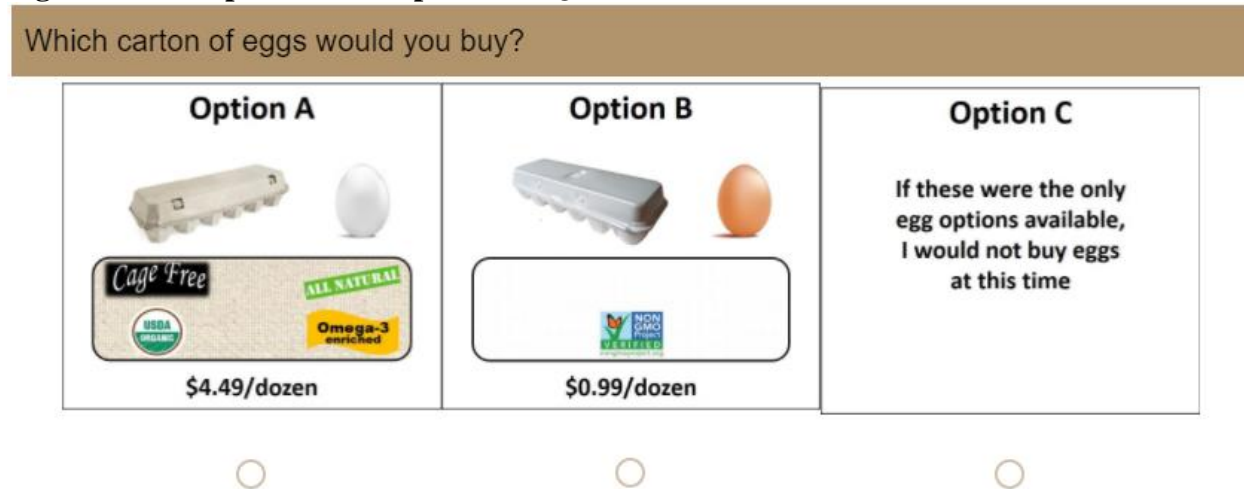 Which carton of eggs would you buy?
Option A
Cage Free
ALL NATURAL
USDA
ORGANIC
Omega-3
enriched
$4.49/dozen
Option B
NON
GMO
Project
VERIFIED
nongmoproject.org
$0.99/dozen
Option C
If these were the only
egg options available,
I would not buy eggs
at this time